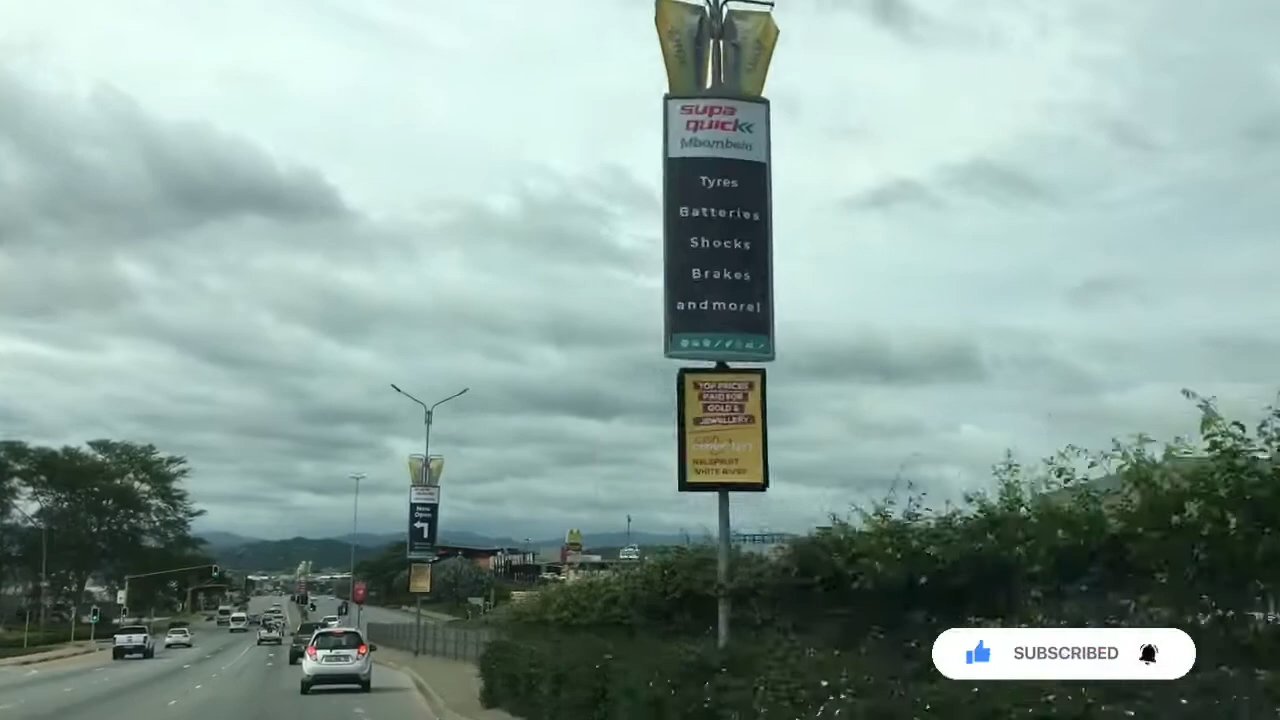 supa
quick
Mbombela
Tyres
Batteries
Shocks
Brakes
and more!
TOP PRICES
PAID FOR
GOLD &
JEWELLERY
NELSPRUIT
WHITE RIVER
New
Open
SUBSCRIBED